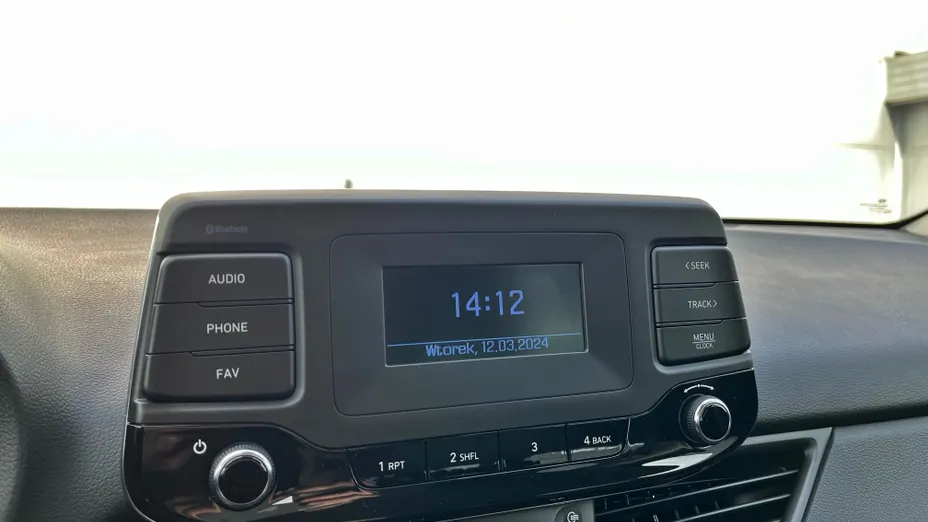 Bluetooth
AUDIO
PHONE
FAV
14:12
Wtorek, 12.03.2024
<SEEK
TRACK>
MENU
CLOCK
1 RPT
2 SHFL
3
4 BACK